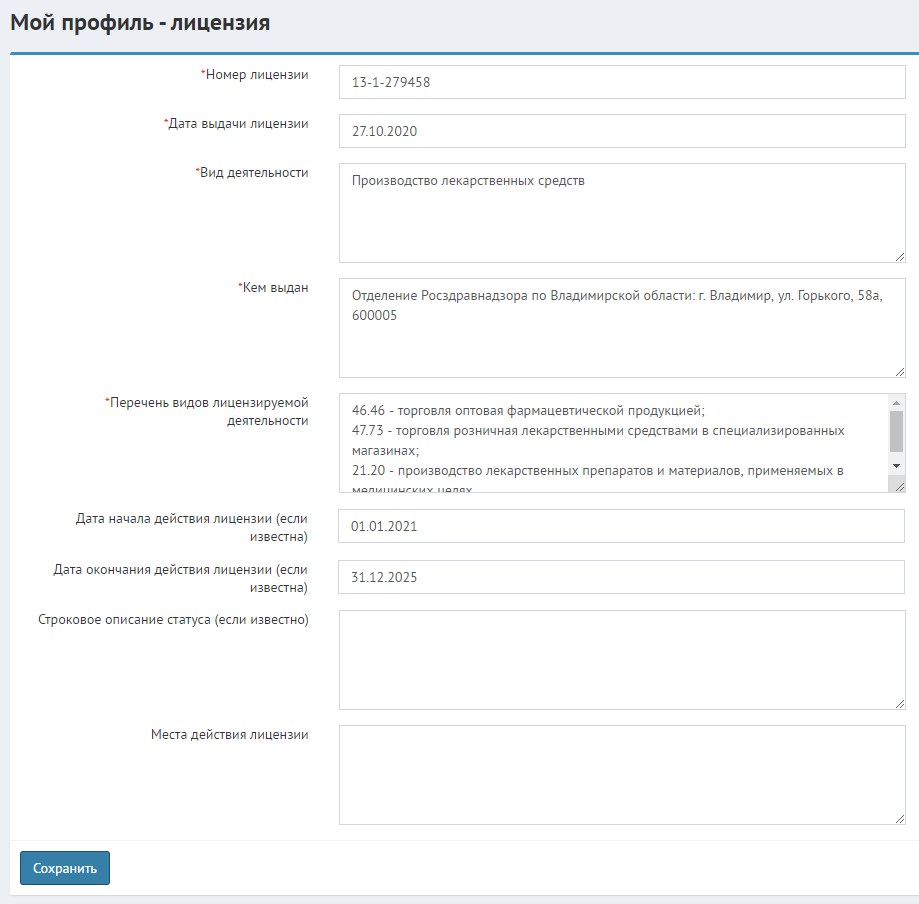 Мой профиль - лицензия
*Номер лицензии
13-1-279458
*Дата выдачи лицензии
27.10.2020
*Вид деятельности
Производство лекарственных средств
*Кем выдан
Отделение Росздравнадзора по Владимирской области: г. Владимир, ул. Горького, 58а,
600005
*Перечень видов лицензируемой
деятельности
46.46 - торговля оптовая фармацевтической продукцией;
47.73 - торговля розничная лекарственными средствами в специализированных
магазинах;
21.20 - производство лекарственных препаратов и материалов, применяемых в
медицинских целях
Дата начала действия лицензии (если
известна)
01.01.2021
Дата окончания действия лицензии (если
известна)
31.12.2025
Строковое описание статуса (если известно)
Места действия лицензии
Сохранить